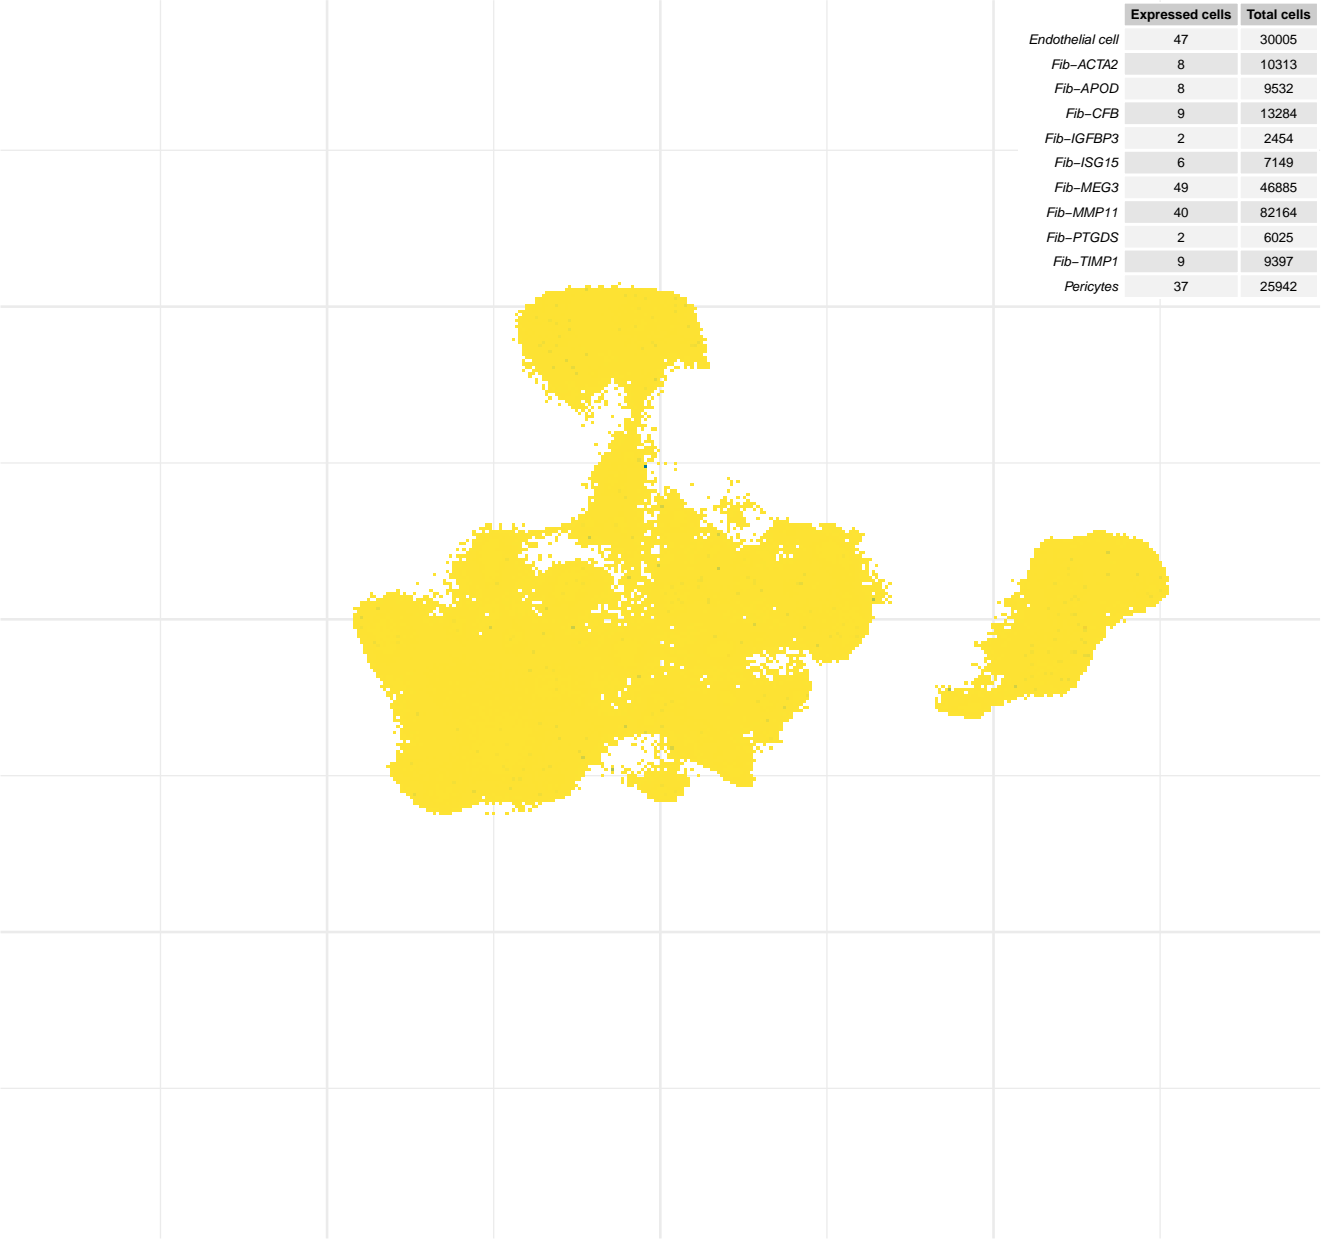 Expressed cells Total cells
Endothelial cell 47 30005
Fib−ACTA2 8 10313
Fib−APOD 8 9532
Fib−CFB 9 13284
Fib−IGFBP3 2 2454
Fib−ISG15 6 7149
Fib−MEG3 49 46885
Fib−MMP11 40 82164
Fib−PTGDS 2 6025
Fib−TIMP1 9 9397
Pericytes 37 25942